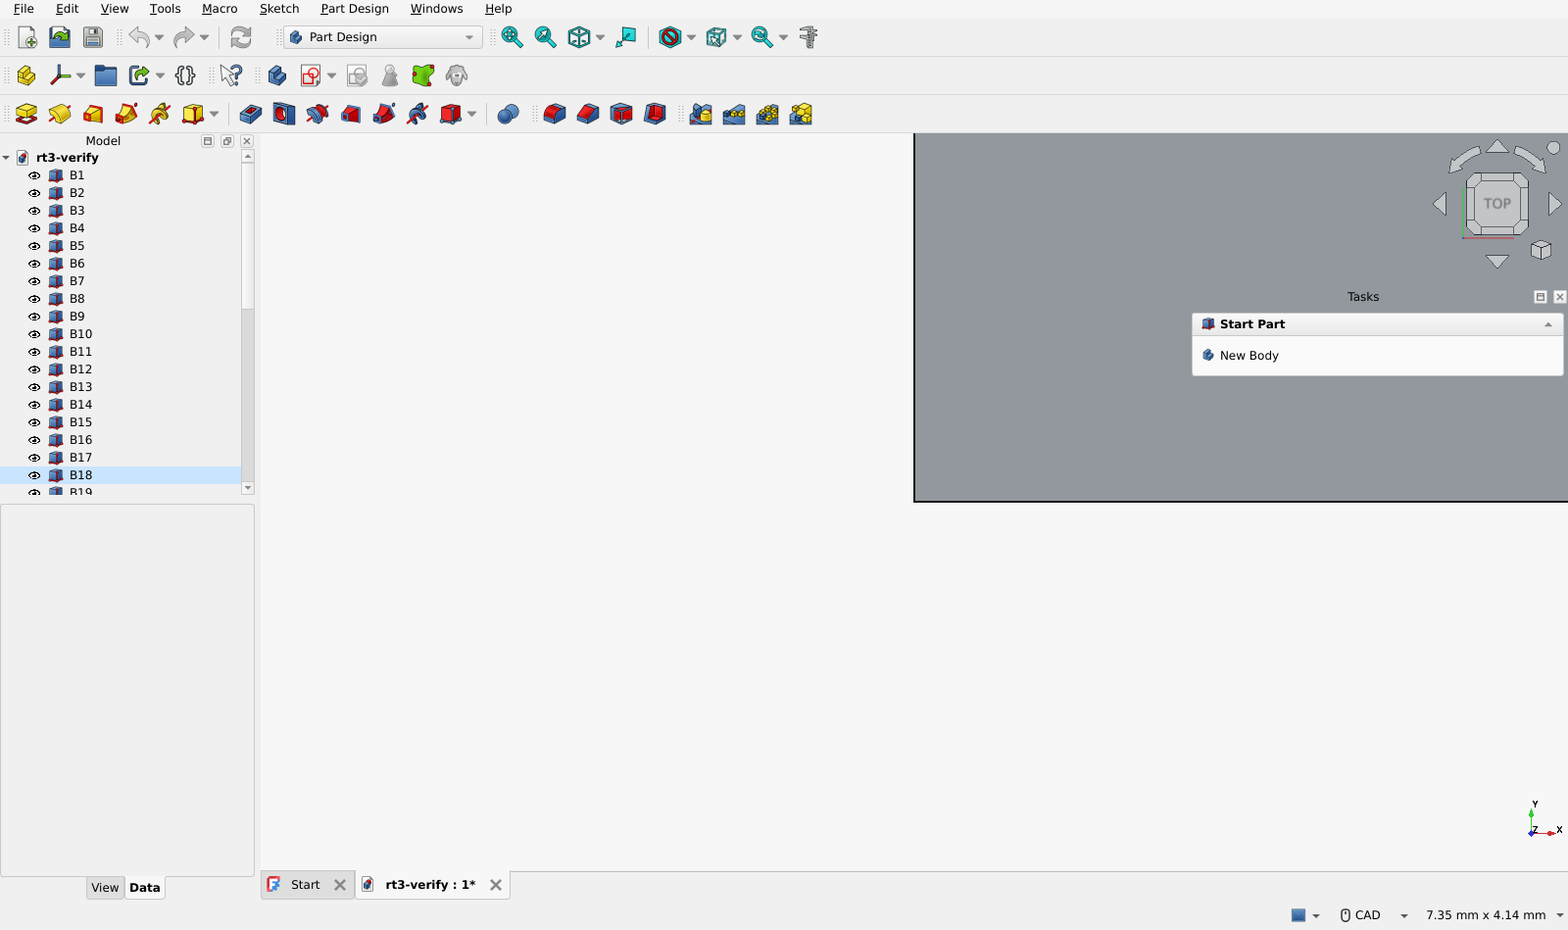 File Edit View Tools Macro Sketch Part Design Windows Help
Part Design
Model
rt3-verify
B1
B2
B3
B4
B5
B6
B7
B8
B9
B10
B11
B12
B13
B14
B15
B16
B17
B18
B19
TOP
Tasks
Start Part
New Body
Y
Z X
View Data
Start
rt3-verify : 1*
CAD
7.35 mm x 4.14 mm